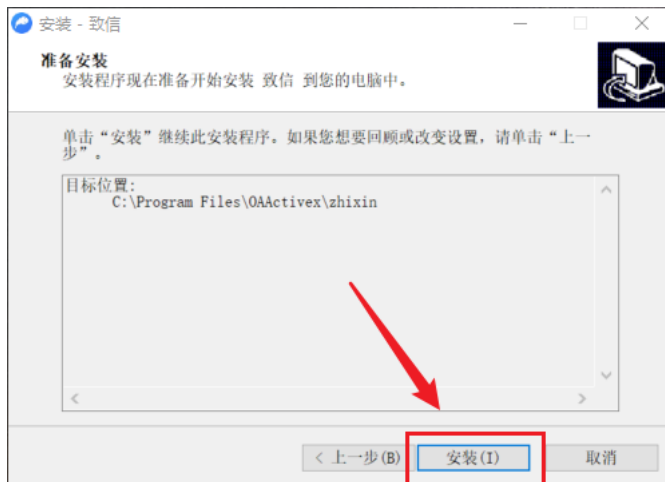 安装 - 致信
准备安装
安装程序现在准备开始安装 致信 到您的电脑中。
单击“安装”继续此安装程序。如果您想要回顾或改变设置，请单击“上一
步”。
目标位置:
C:\Program Files\OAActivex\zhixin
< 上一步(B)
安装(I)
取消